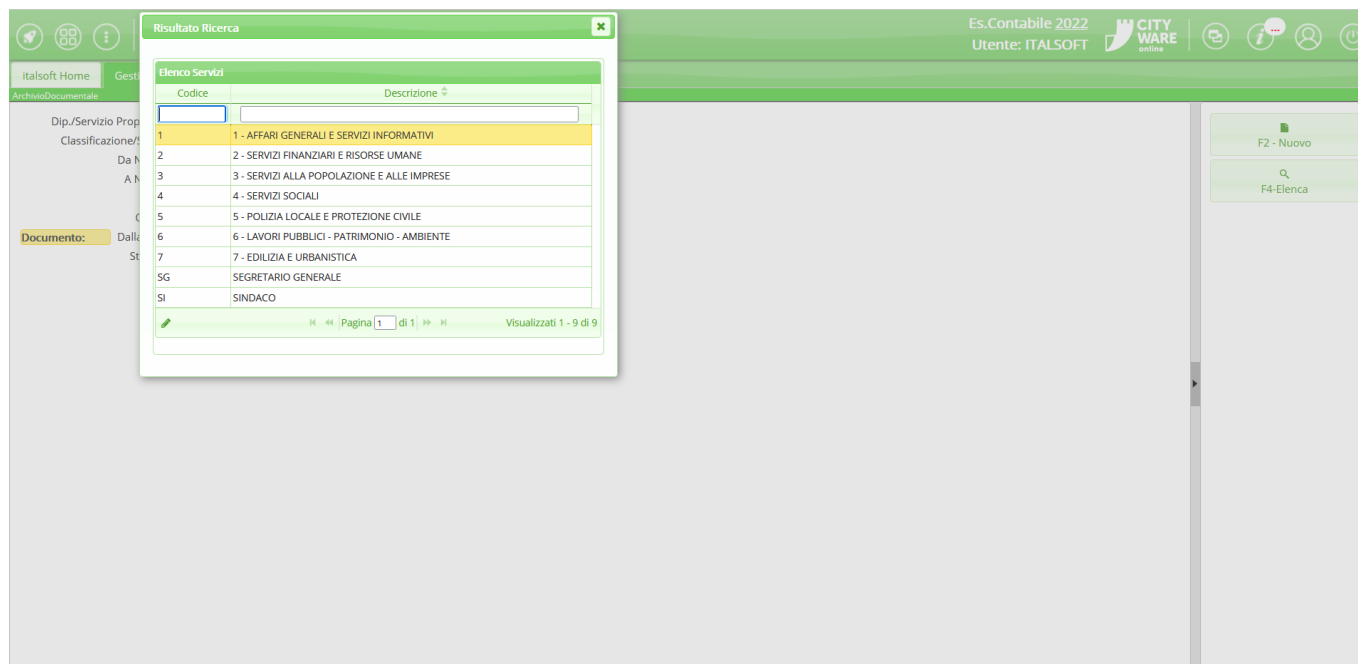 Risultato Ricerca
Es.Contabile 2022
Utente: ITALSOFT
CITY
WARE
online
italsoft Home
Gesti
ArchivioDocumentale
Elenco Servizi
Codice Descrizione
1 1 - AFFARI GENERALI E SERVIZI INFORMATIVI
2 2 - SERVIZI FINANZIARI E RISORSE UMANE
3 3 - SERVIZI ALLA POPOLAZIONE E ALLE IMPRESE
4 4 - SERVIZI SOCIALI
5 5 - POLIZIA LOCALE E PROTEZIONE CIVILE
6 6 - LAVORI PUBBLICI - PATRIMONIO - AMBIENTE
7 7 - EDILIZIA E URBANISTICA
SG SEGRETARIO GENERALE
SI SINDACO
Pagina 1 di 1 Visualizzati 1 - 9 di 9
Dip./Servizio Prop
Classificazione/
Da N
A N
Documento: Dalla
St
F2 - Nuovo
F4-Elenca